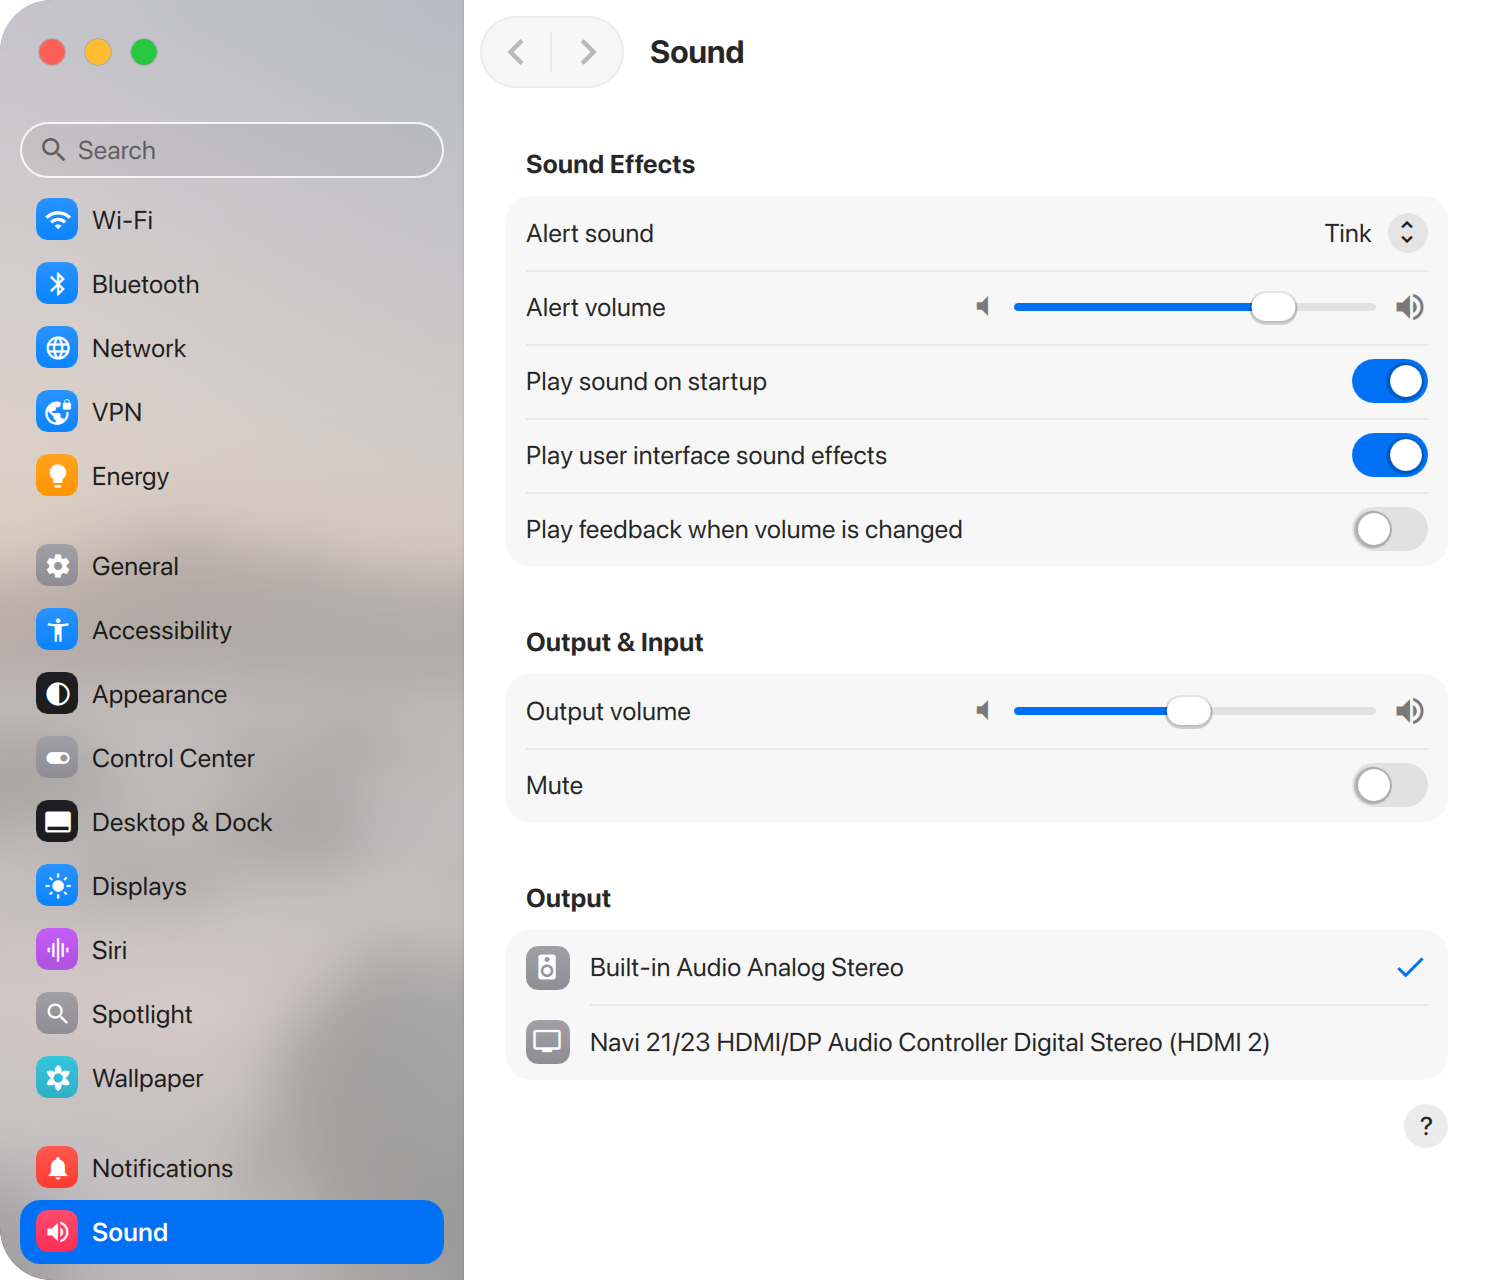 Search
Wi-Fi
Bluetooth
Network
VPN
Energy
General
Accessibility
Appearance
Control Center
Desktop & Dock
Displays
Siri
Spotlight
Wallpaper
Notifications
Sound
Sound
Sound Effects
Alert sound Tink
Alert volume
Play sound on startup
Play user interface sound effects
Play feedback when volume is changed
Output & Input
Output volume
Mute
Output
Built-in Audio Analog Stereo
Navi 21/23 HDMI/DP Audio Controller Digital Stereo (HDMI 2)
?